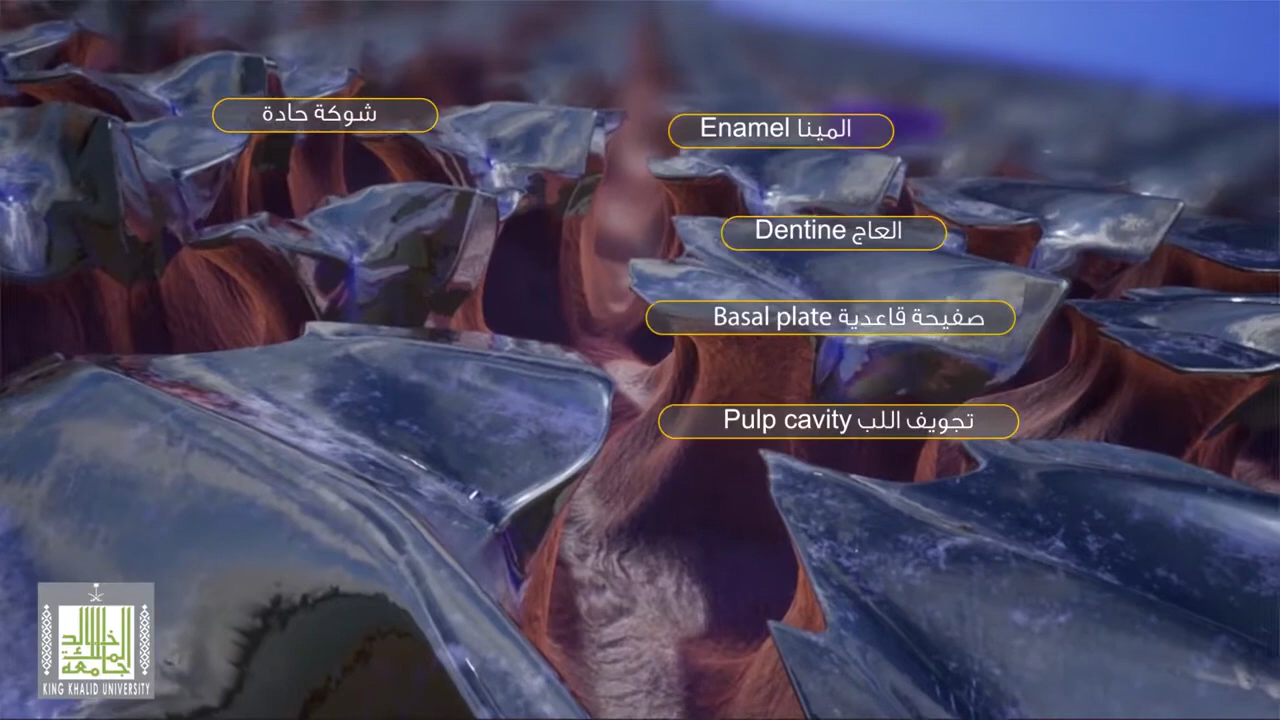 شوكة حادة
Enamel المينا
Dentine العاج
Basal plate صفيحة قاعدية
Pulp cavity تجويف اللب
جامعة الملك خالد
KING KHALID UNIVERSITY